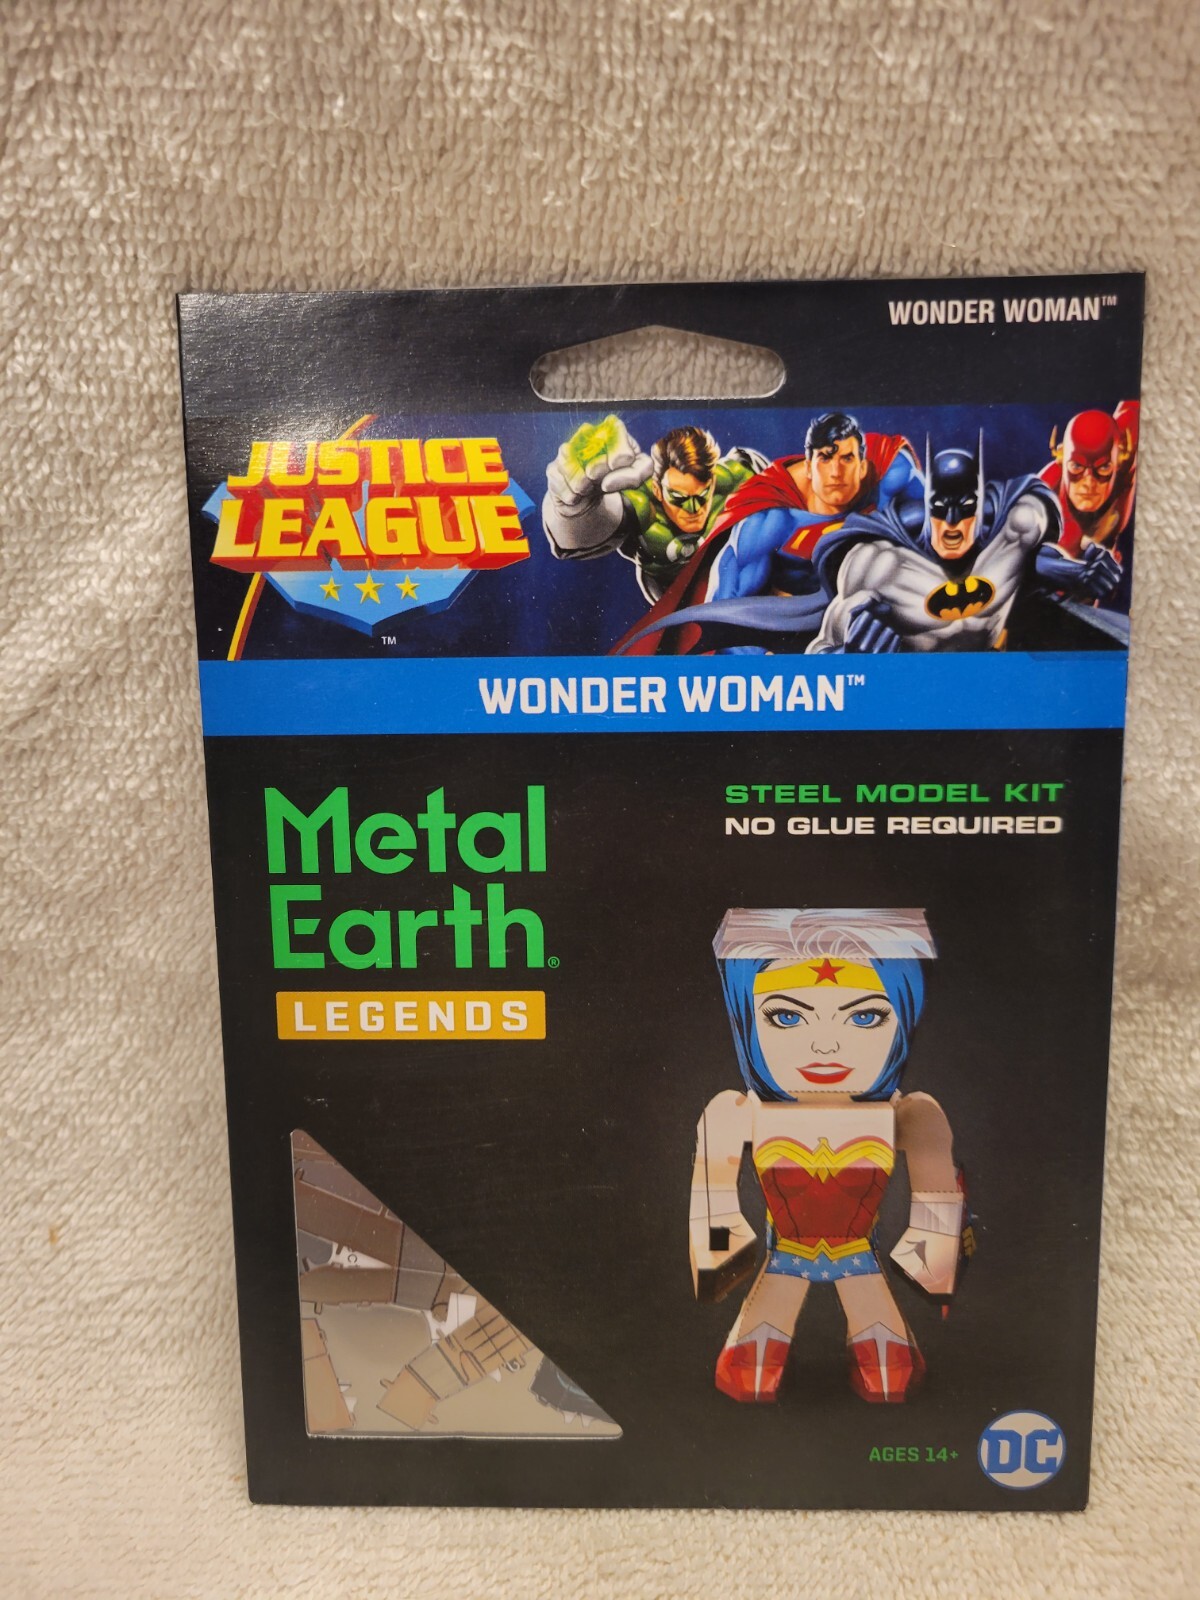 WONDER WOMAN™
JUSTICE
LEAGUE
™
WONDER WOMAN™
Metal
Earth®
LEGENDS
STEEL MODEL KIT
NO GLUE REQUIRED
AGES 14+
DC